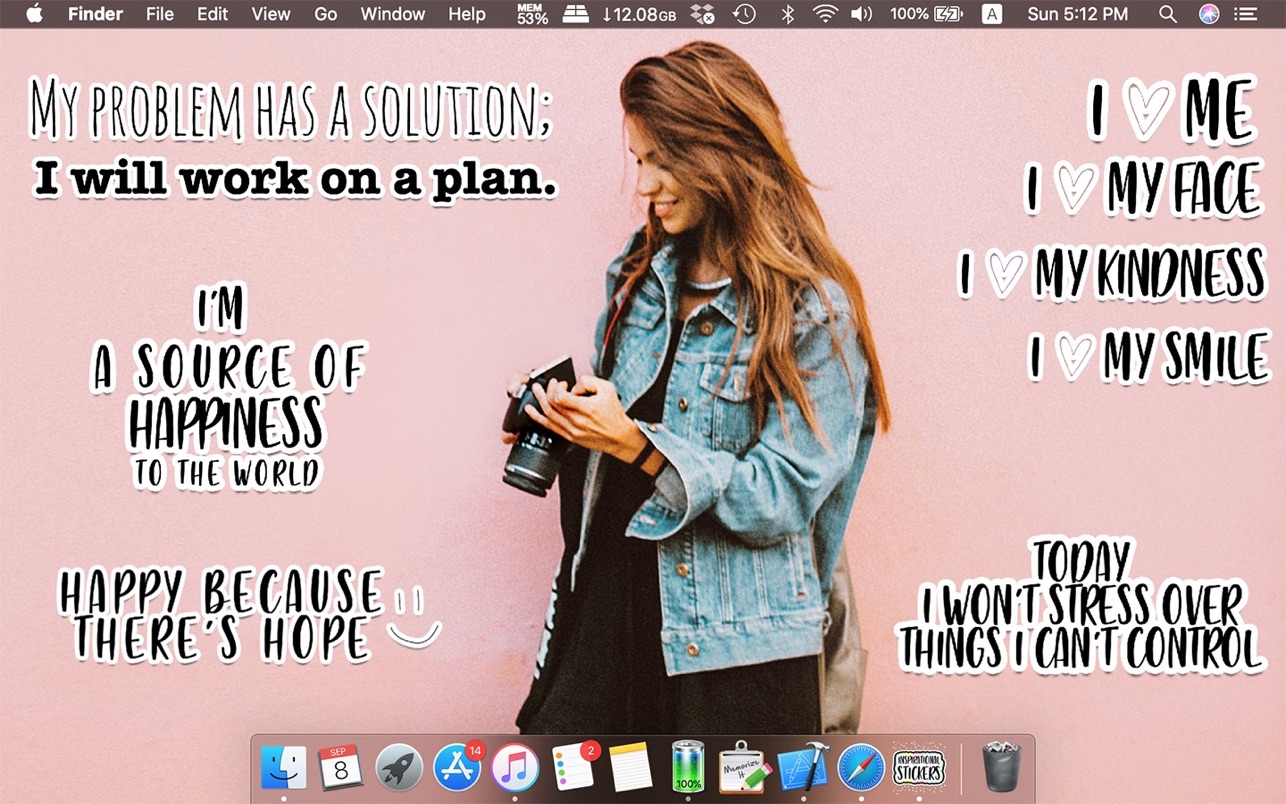 Finder File Edit View Go Window Help MEM 53% ↓12.08GB 100% A Sun 5:12 PM
MY PROBLEM HAS A SOLUTION;
I will work on a plan.
I'M
A SOURCE OF
HAPPINESS
TO THE WORLD
HAPPY BECAUSE
THERE'S HOPE
I ♡ ME
I ♡ MY FACE
I ♡ MY KINDNESS
I ♡ MY SMILE
TODAY
I WON'T STRESS OVER
THINGS I CAN'T CONTROL
SEP
8
14
2
100%
Memorize
It
INSPIRATIONAL
STICKERS